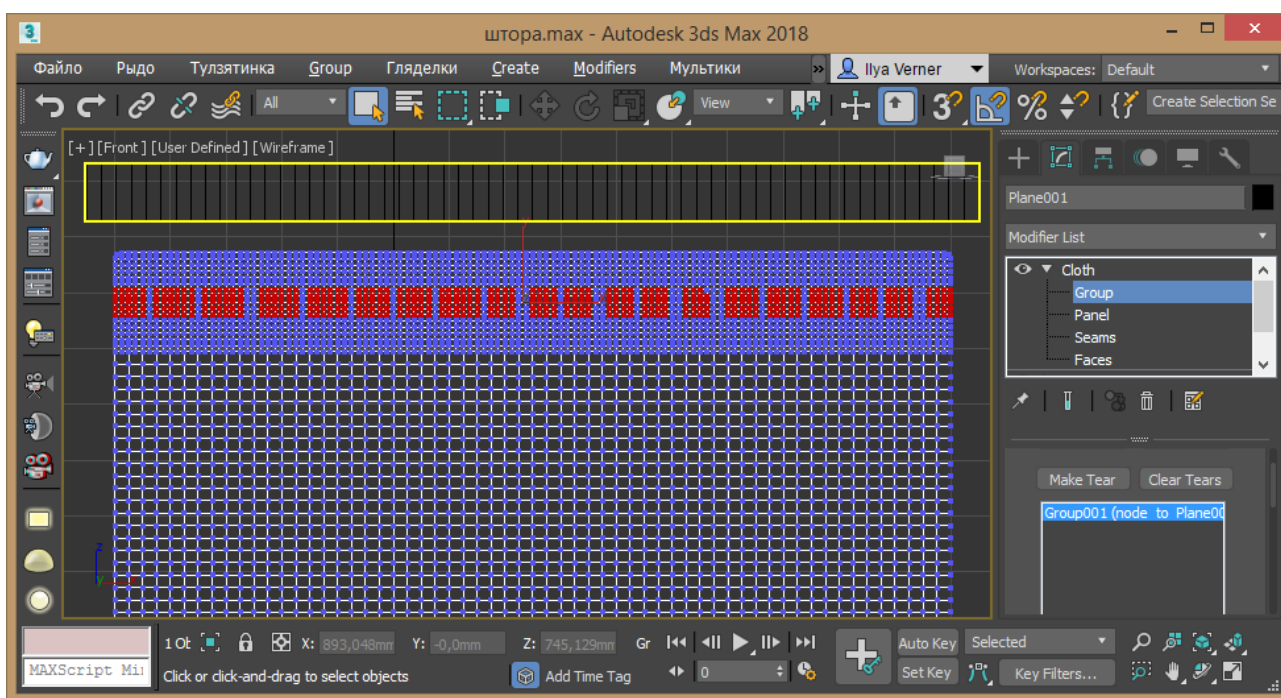 штора.max - Autodesk 3ds Max 2018
Файло Рыдо Тулзятинка Group Гляделки Create Modifiers Мультики » Ilya Verner Workspaces: Default
All View 3 % Create Selection Se
[+] [Front] [User Defined] [Wireframe]
Plane001
Modifier List
Cloth
Group
Panel
Seams
Faces
Make Tear Clear Tears
Group001 (node to Plane00
z
y
1 Ob X: 893,048mm Y: -0,0mm Z: 745,129mm Gr Auto Key Selected
MAXScript Mi Click or click-and-drag to select objects Add Time Tag 0 Set Key Key Filters...